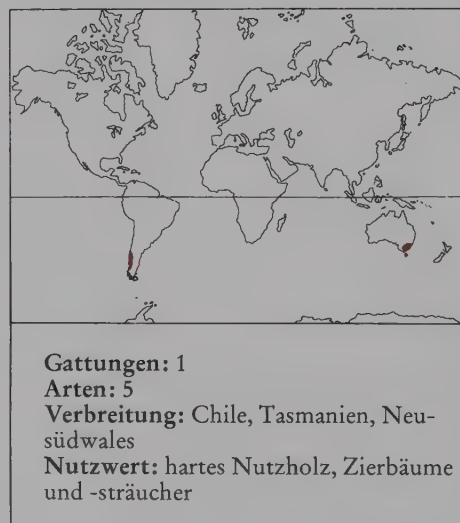 Gattungen: 1
Arten: 5
Verbreitung: Chile, Tasmanien, Neu-
südwales
Nutzwert: hartes Nutzholz, Zierbäume
und -sträucher